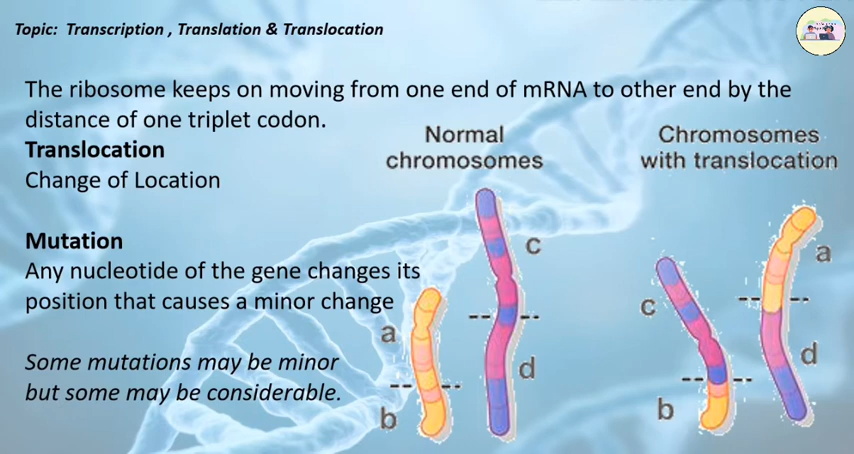 Topic:  Transcription , Translation & Translocation
The ribosome keeps on moving from one end of mRNA to other end by the
distance of one triplet codon.
Translocation
Change of Location
Mutation
Any nucleotide of the gene changes its
position that causes a minor change
Some mutations may be minor
but some may be considerable.
Normal
chromosomes
a
b
c
d
Chromosomes
with translocation
c
b
a
d